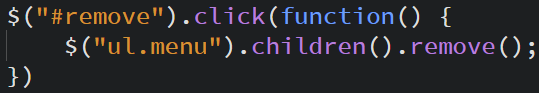 $("#remove").click(function() {
    $("ul.menu").children().remove();
})